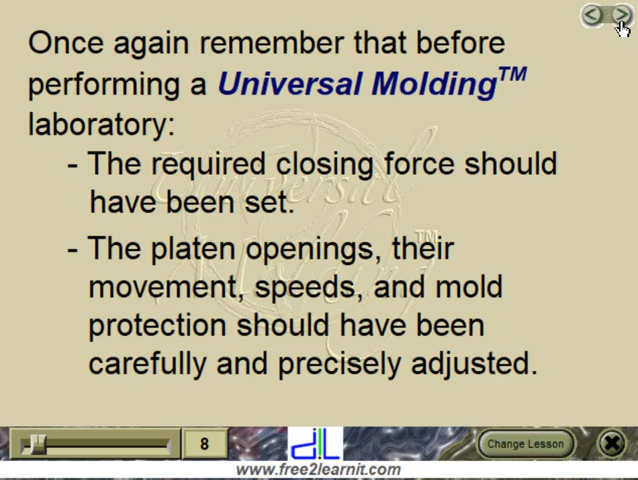 Once again remember that before
performing a Universal Molding™
laboratory:
- The required closing force should
have been set.
- The platen openings, their
movement, speeds, and mold
protection should have been
carefully and precisely adjusted.
8
Change Lesson
www.free2learnit.com